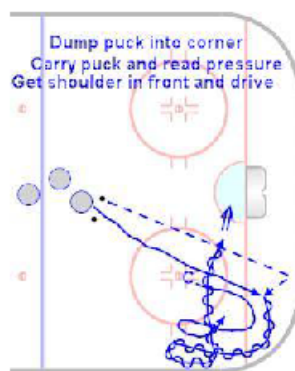 Dump puck into corner
Carry puck and read pressure
Get shoulder in front and drive